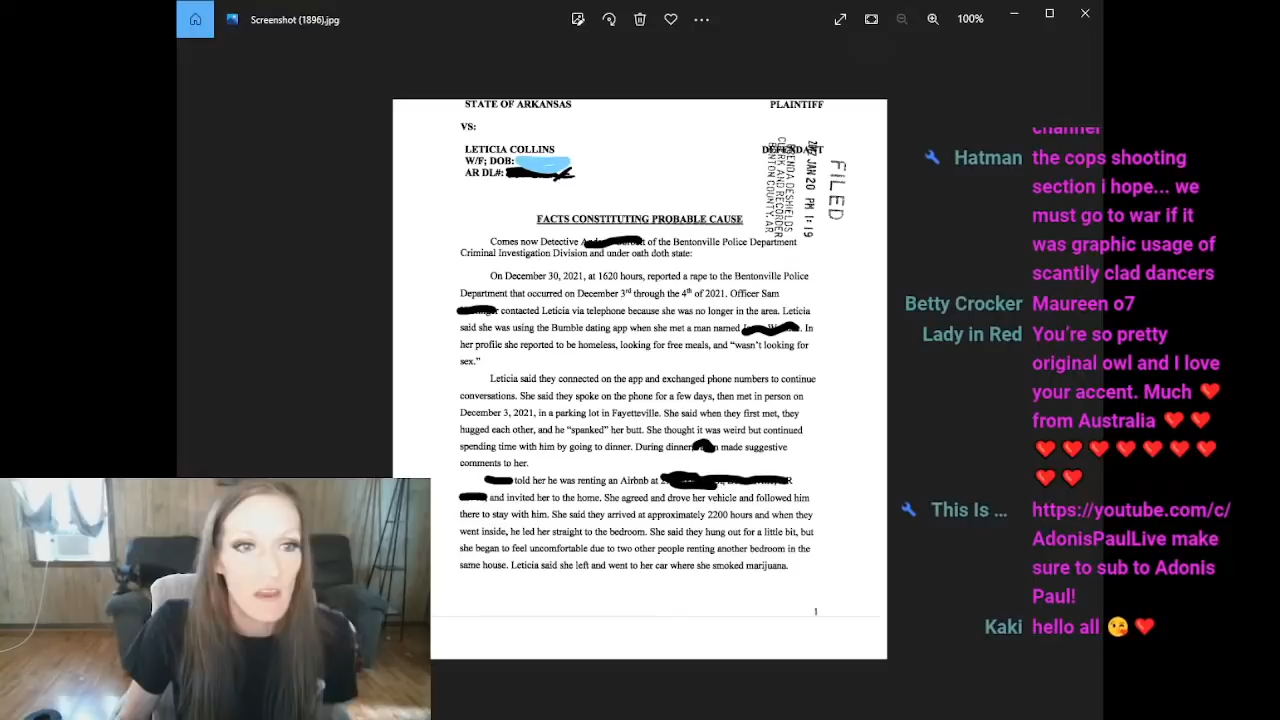 Screenshot (1896).jpg
100%
STATE OF ARKANSAS PLAINTIFF
VS:
LETICIA COLLINS DEFENDANT
W/F; DOB:
AR DL#:
FILED
JAN 20 PM 1:19
CLERK AND RECORDER
BENTON COUNTY, AR
FACTS CONSTITUTING PROBABLE CAUSE
Comes now Detective of the Bentonville Police Department
Criminal Investigation Division and under oath doth state:
On December 30, 2021, at 1620 hours, reported a rape to the Bentonville Police
Department that occurred on December 3rd through the 4th of 2021. Officer Sam
contacted Leticia via telephone because she was no longer in the area. Leticia
said she was using the Bumble dating app when she met a man named . In
her profile she reported to be homeless, looking for free meals, and “wasn’t looking for
sex.”
Leticia said they connected on the app and exchanged phone numbers to continue
conversations. She said they spoke on the phone for a few days, then met in person on
December 3, 2021, in a parking lot in Fayetteville. She said when they first met, they
hugged each other, and he “spanked” her butt. She thought it was weird but continued
spending time with him by going to dinner. During dinner made suggestive
comments to her.
told her he was renting an Airbnb at
and invited her to the home. She agreed and drove her vehicle and followed him
there to stay with him. She said they arrived at approximately 2200 hours and when they
went inside, he led her straight to the bedroom. She said they hung out for a little bit, but
she began to feel uncomfortable due to two other people renting another bedroom in the
same house. Leticia said she left and went to her car where she smoked marijuana.
1
channel
Hatman the cops shooting
section i hope... we
must go to war if it
was graphic usage of
scantily clad dancers
Betty Crocker Maureen o7
Lady in Red You’re so pretty
original owl and I love
your accent. Much ❤️
from Australia ❤️ ❤️
❤️ ❤️ ❤️ ❤️ ❤️ ❤️ ❤️
❤️ ❤️
This Is ... https://youtube.com/c/
AdonisPaulLive make
sure to sub to Adonis
Paul!
Kaki hello all 😘 ❤️